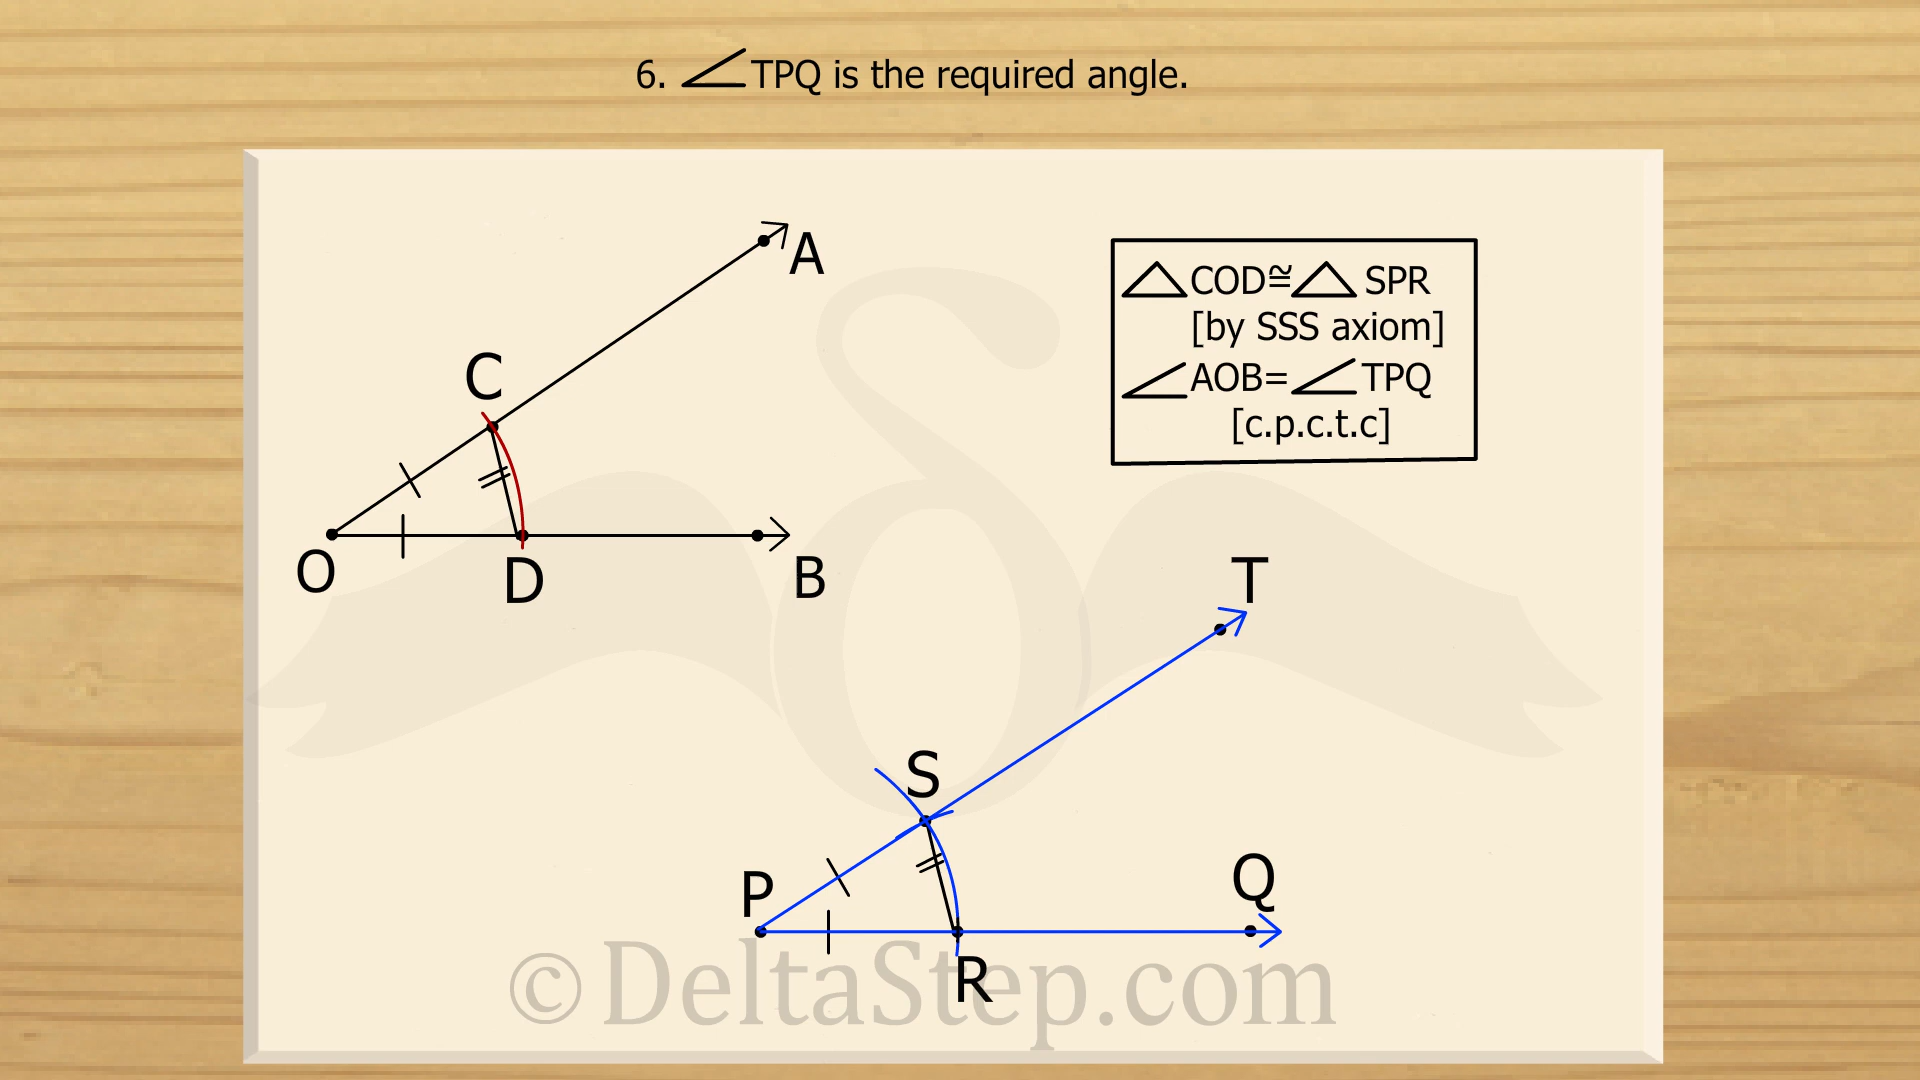 6. ∠TPQ is the required angle.
A
C
O
D
B
△COD≅△ SPR
[by SSS axiom]
∠AOB=∠TPQ
[c.p.c.t.c]
T
S
P
Q
R
©DeltaStep.com